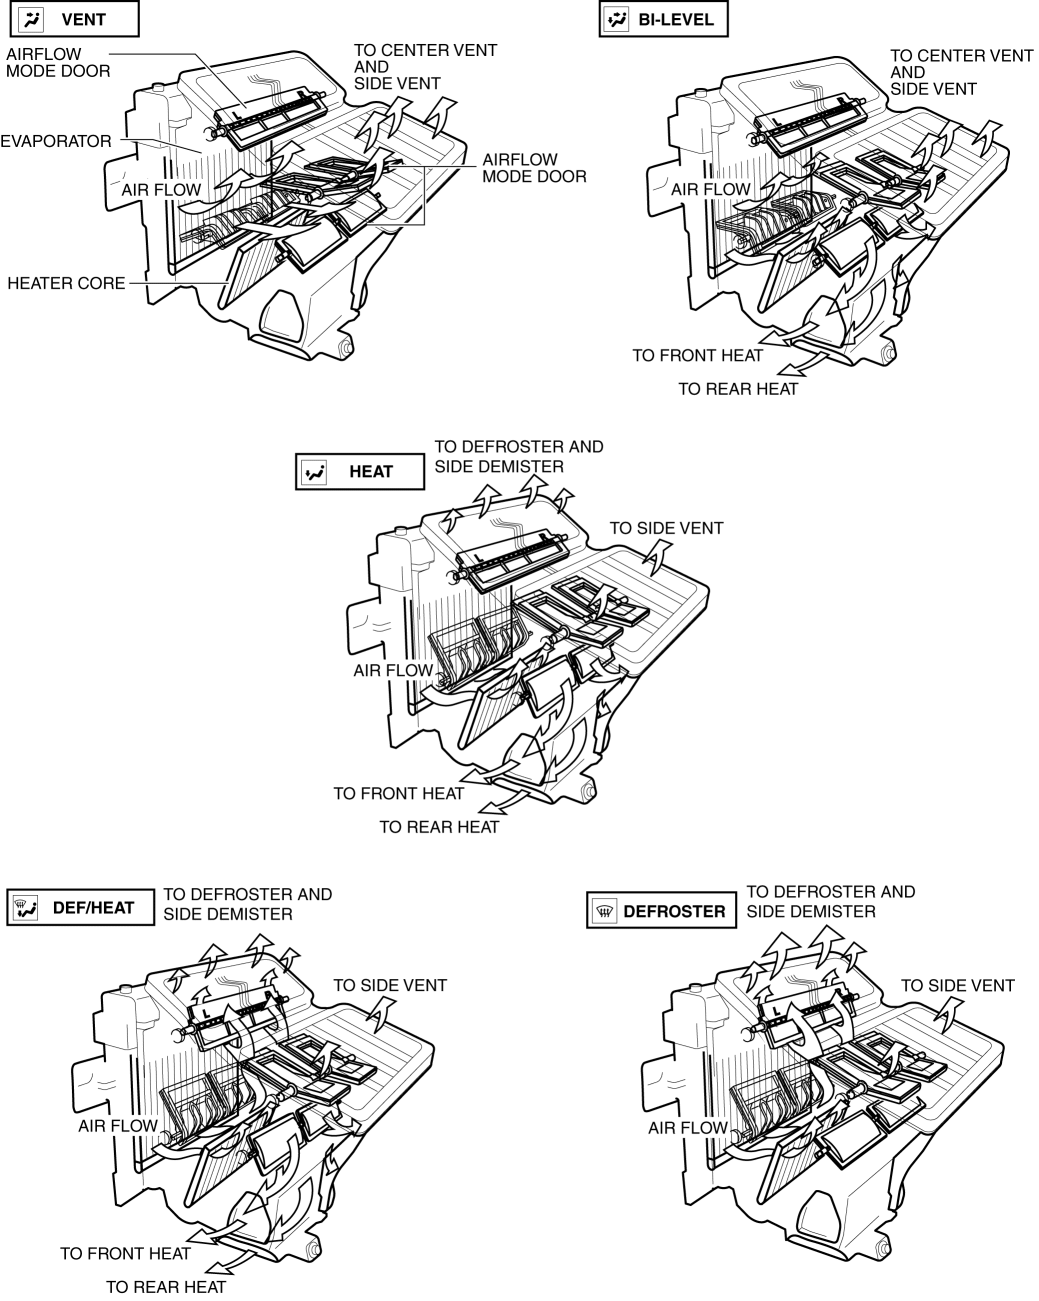 VENT
AIRFLOW
MODE DOOR
TO CENTER VENT
AND
SIDE VENT
EVAPORATOR
AIR FLOW
AIRFLOW
MODE DOOR
HEATER CORE
L
R
BI-LEVEL
TO CENTER VENT
AND
SIDE VENT
AIR FLOW
L
R
TO FRONT HEAT
TO REAR HEAT
HEAT
TO DEFROSTER AND
SIDE DEMISTER
TO SIDE VENT
L
R
AIR FLOW
TO FRONT HEAT
TO REAR HEAT
DEF/HEAT
TO DEFROSTER AND
SIDE DEMISTER
TO SIDE VENT
L
R
AIR FLOW
TO FRONT HEAT
TO REAR HEAT
DEFROSTER
TO DEFROSTER AND
SIDE DEMISTER
TO SIDE VENT
L
R
AIR FLOW